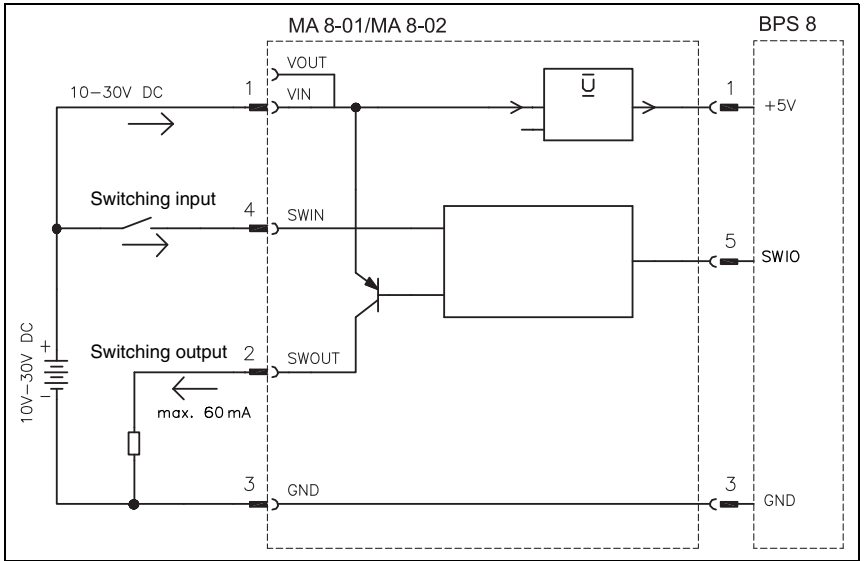 MA 8-01/MA 8-02
BPS 8
VOUT
10–30V DC
1
VIN
U
1
+5V
Switching input
4
SWIN
5
SWIO
10V–30V DC
+
-
Switching output
2
SWOUT
max. 60 mA
3
GND
3
GND